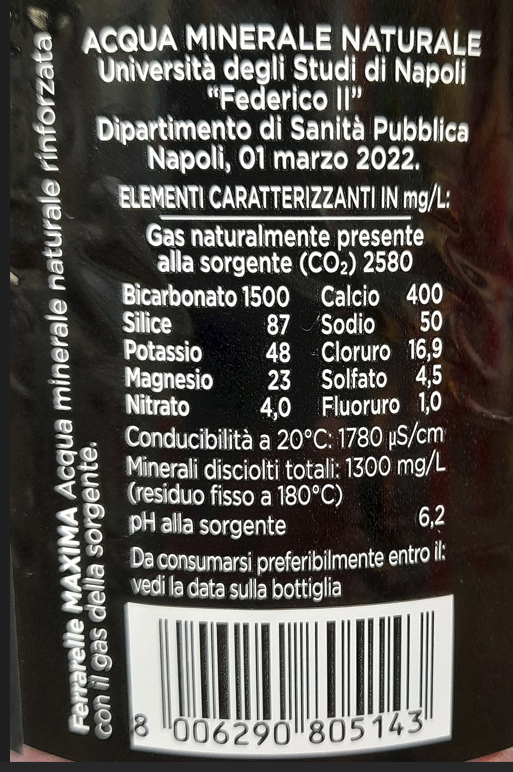 ACQUA MINERALE NATURALE
Università degli Studi di Napoli
“Federico II”
Dipartimento di Sanità Pubblica
Napoli, 01 marzo 2022.
ELEMENTI CARATTERIZZANTI IN mg/L:
Gas naturalmente presente
alla sorgente (CO₂) 2580
Bicarbonato 1500 Calcio 400
Silice 87 Sodio 50
Potassio 48 Cloruro 16,9
Magnesio 23 Solfato 4,5
Nitrato 4,0 Fluoruro 1,0
Conducibilità a 20°C: 1780 µS/cm
Minerali disciolti totali: 1300 mg/L
(residuo fisso a 180°C)
pH alla sorgente 6,2
Da consumarsi preferibilmente entro il:
vedi la data sulla bottiglia
8 006290 805143
Ferrarelle MAXIMA Acqua minerale naturale rinforzata
con il gas della sorgente.